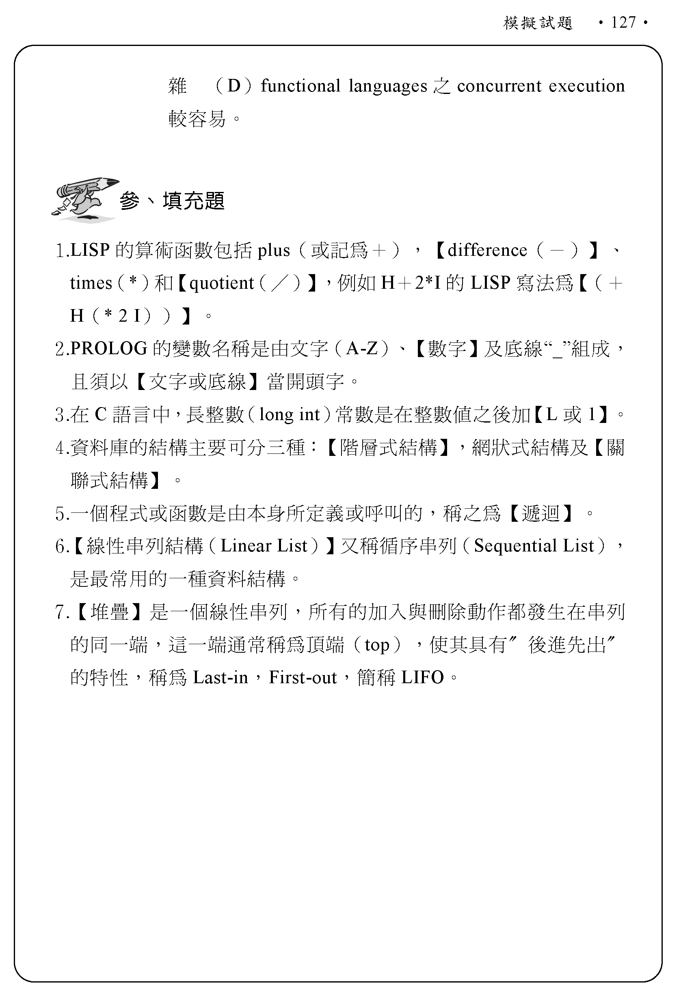 模擬試題 •127•
雜 （D）functional languages 之 concurrent execution
較容易。
參、填充題
1.LISP 的算術函數包括 plus（或記為＋），【difference（－）】、
times（*）和【quotient（／）】，例如 H＋2*I 的 LISP 寫法為【（＋
H（* 2 I））】。
2.PROLOG 的變數名稱是由文字（A-Z）、【數字】及底線“_”組成，
且須以【文字或底線】當開頭字。
3.在 C 語言中，長整數（long int）常數是在整數值之後加【L 或 l】。
4.資料庫的結構主要可分三種：【階層式結構】，網狀式結構及【關
聯式結構】。
5.一個程式或函數是由本身所定義或呼叫的，稱之為【遞迴】。
6.【線性串列結構（Linear List）】又稱循序串列（Sequential List），
是最常用的一種資料結構。
7.【堆疊】是一個線性串列，所有的加入與刪除動作都發生在串列
的同一端，這一端通常稱為頂端（top），使其具有〞後進先出〞
的特性，稱為 Last-in，First-out，簡稱 LIFO。